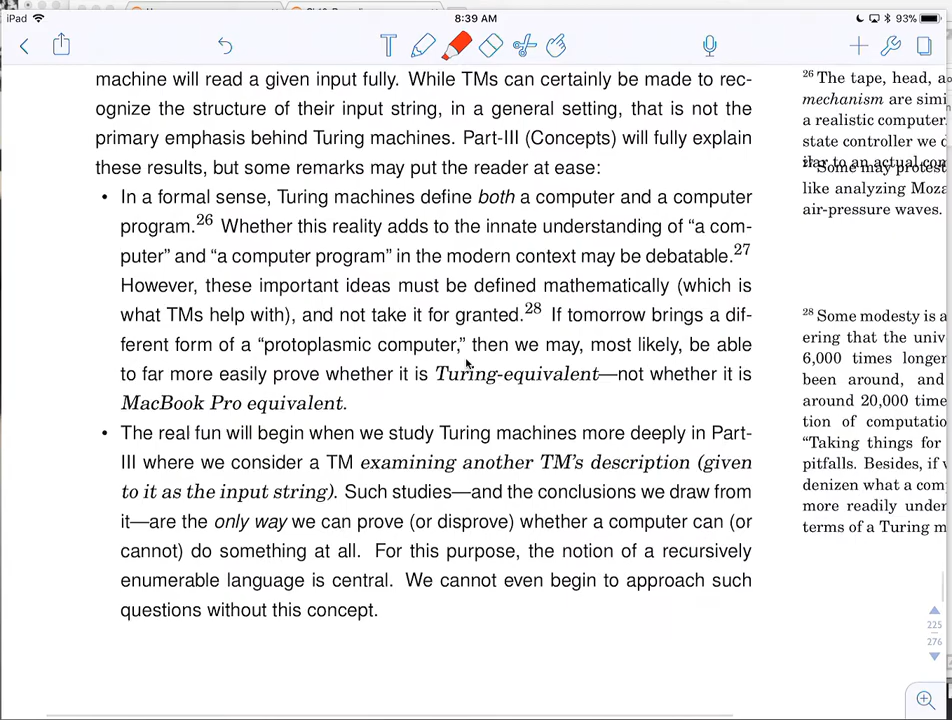 iPad
8:39 AM
93%
T
machine will read a given input fully. While TMs can certainly be made to rec-
ognize the structure of their input string, in a general setting, that is not the
primary emphasis behind Turing machines. Part-III (Concepts) will fully explain
these results, but some remarks may put the reader at ease:
• In a formal sense, Turing machines define both a computer and a computer
program.26 Whether this reality adds to the innate understanding of “a com-
puter” and “a computer program” in the modern context may be debatable.27
However, these important ideas must be defined mathematically (which is
what TMs help with), and not take it for granted.28 If tomorrow brings a dif-
ferent form of a “protoplasmic computer,” then we may, most likely, be able
to far more easily prove whether it is Turing-equivalent—not whether it is
MacBook Pro equivalent.
• The real fun will begin when we study Turing machines more deeply in Part-
III where we consider a TM examining another TM’s description (given
to it as the input string). Such studies—and the conclusions we draw from
it—are the only way we can prove (or disprove) whether a computer can (or
cannot) do something at all. For this purpose, the notion of a recursively
enumerable language is central. We cannot even begin to approach such
questions without this concept.
26 The tape, head, a
mechanism are simi
a realistic computer.
state controller we d
ilar to an actual com
27 Some may protest
like analyzing Moza
air-pressure waves.
28 Some modesty is a
ering that the univ
6,000 times longer
been around, and
around 20,000 time
tion of computatio
“Taking things for
pitfalls. Besides, if
denizen what a com
more readily under
terms of a Turing m
225
276